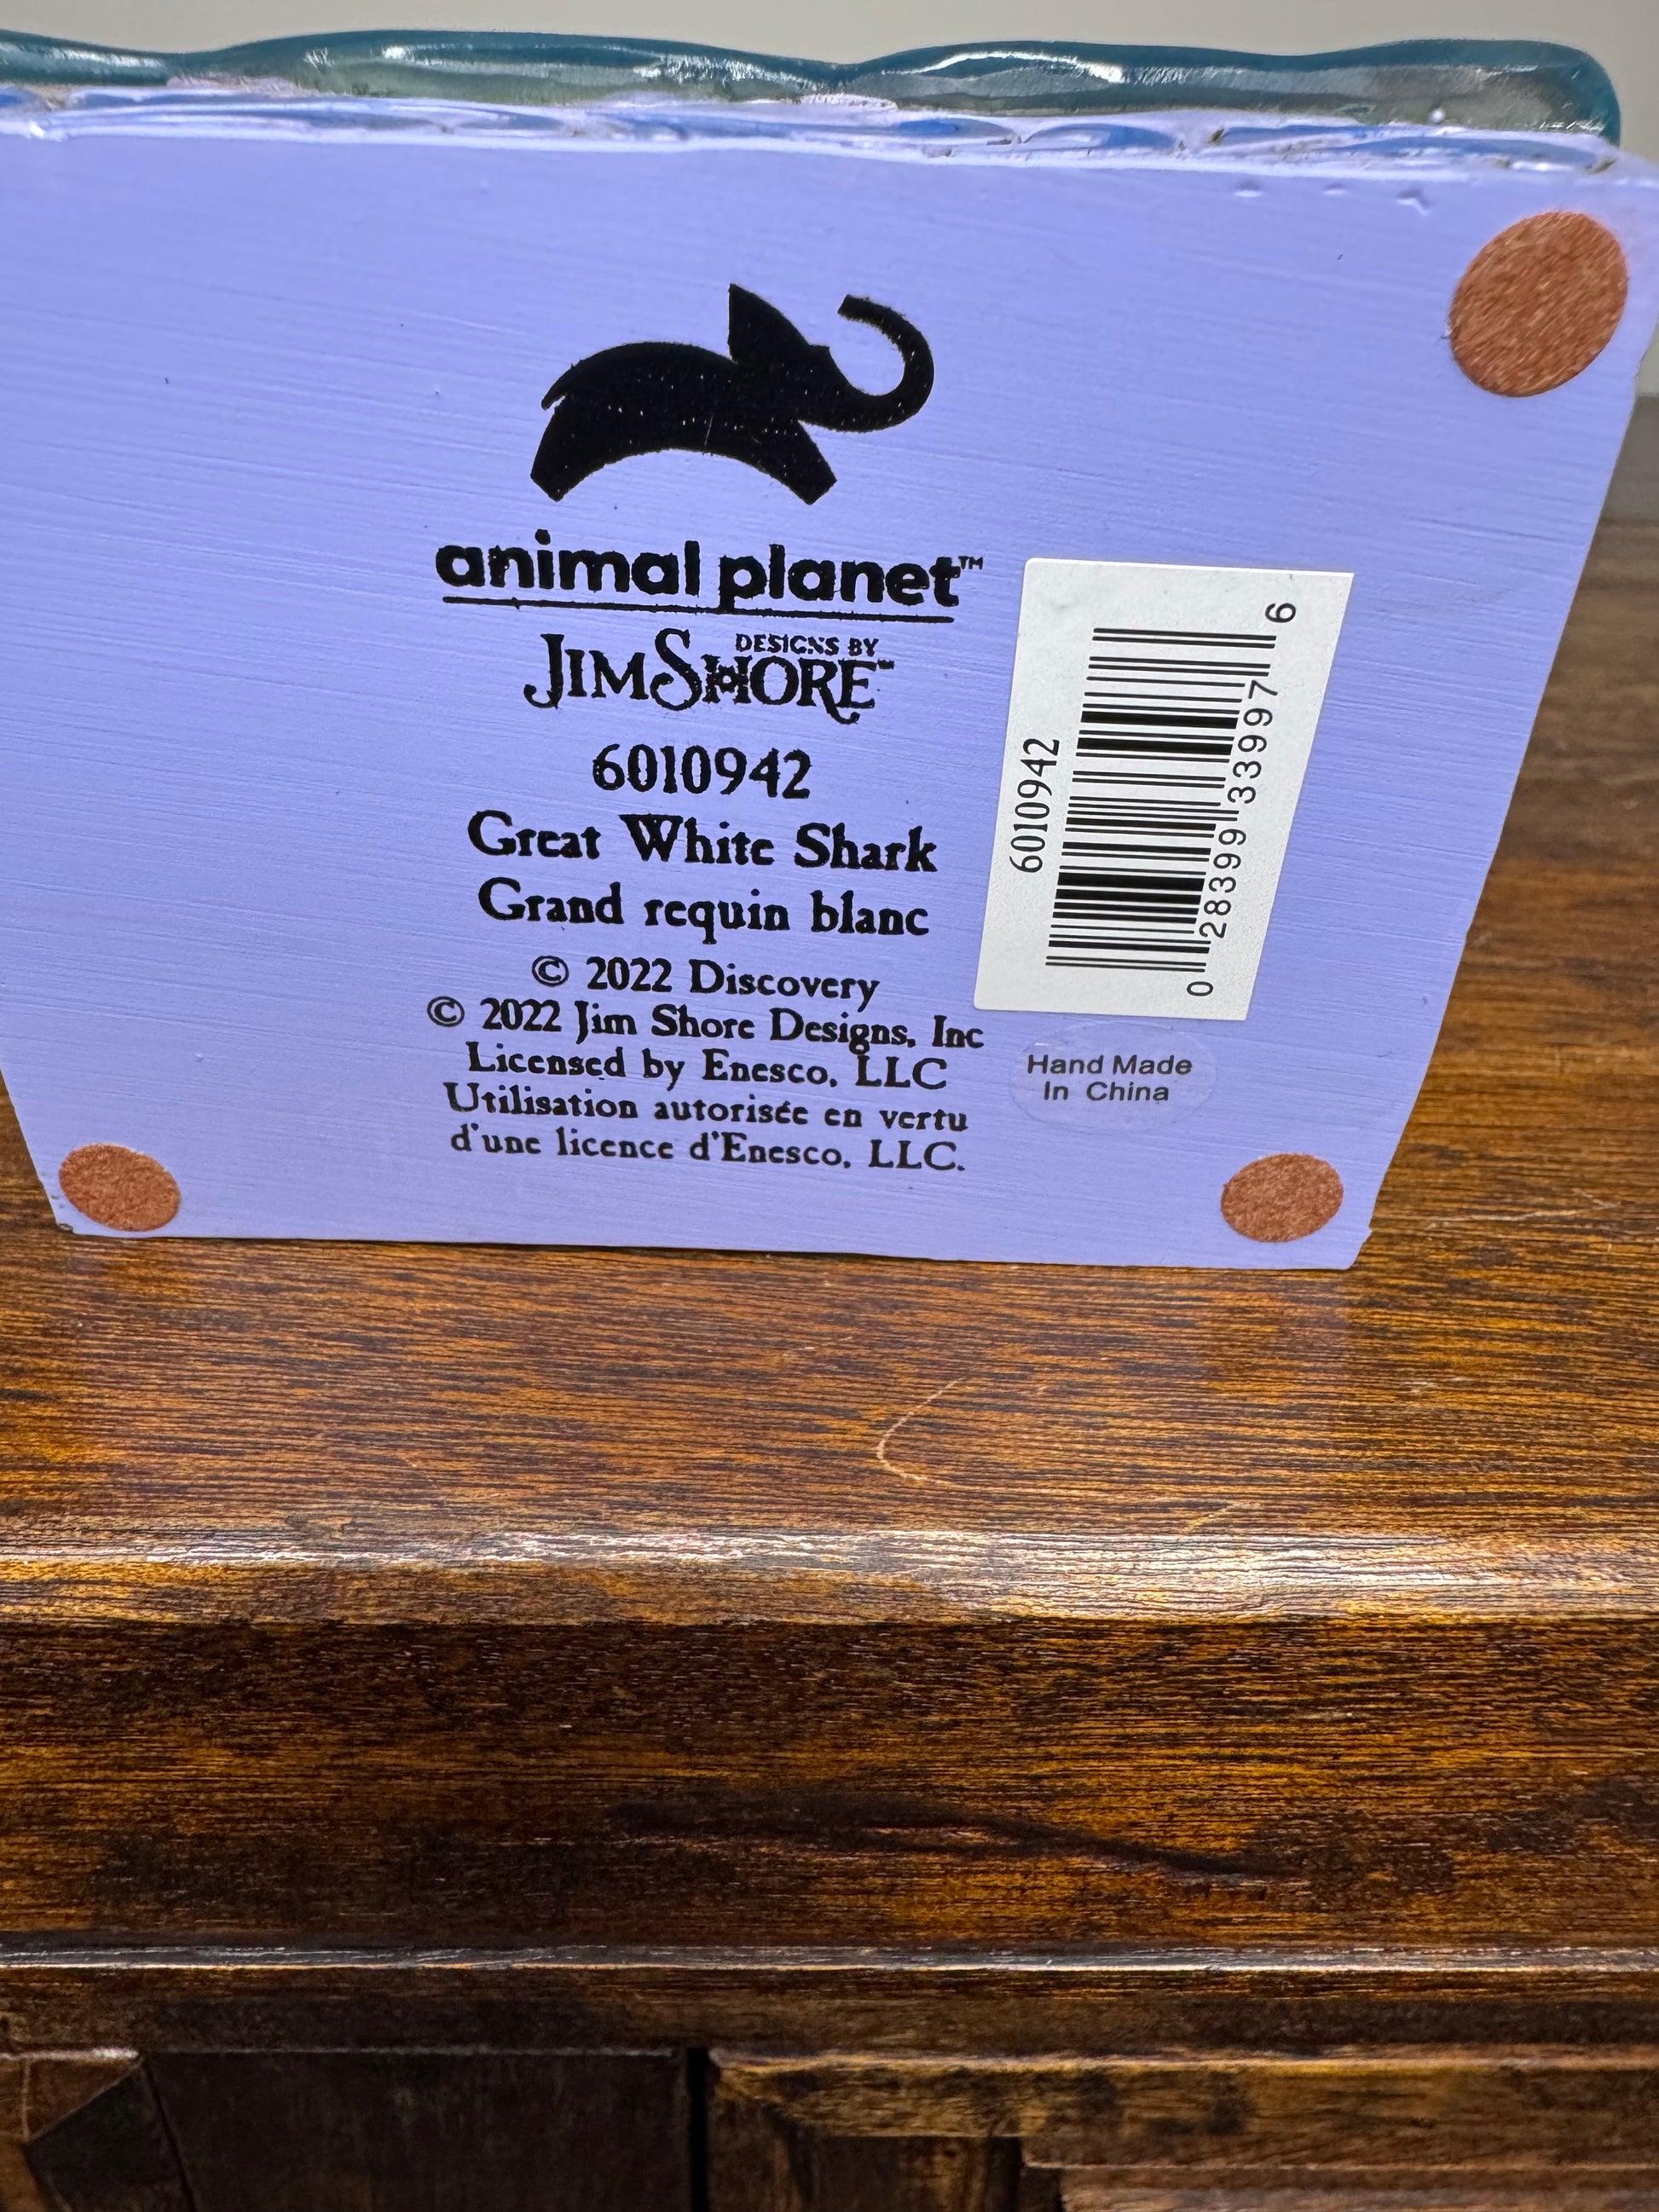 animal planet™
DESIGNS BY
JIM SHORE™
6010942
Great White Shark
Grand requin blanc
© 2022 Discovery
© 2022 Jim Shore Designs, Inc
Licensed by Enesco, LLC
Utilisation autorisée en vertu
d'une licence d'Enesco, LLC.
6010942
0 28399 33997 6
Hand Made
In China